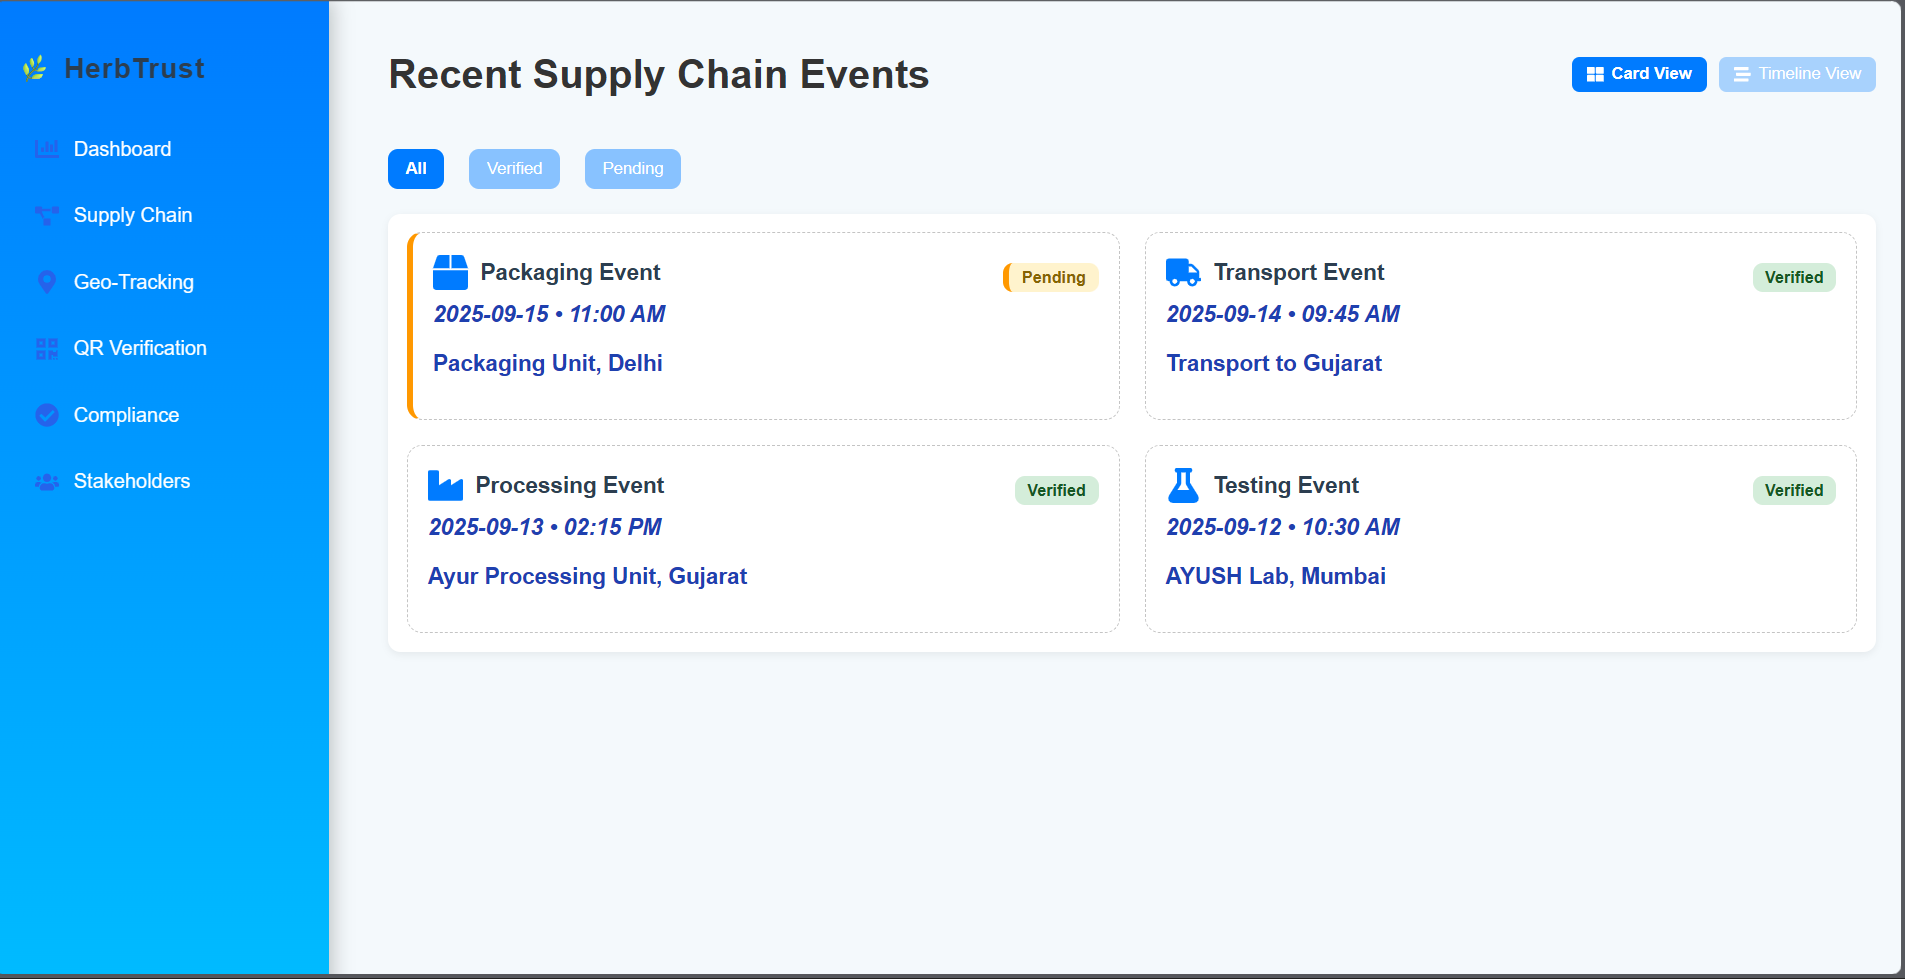 HerbTrust
Dashboard
Supply Chain
Geo-Tracking
QR Verification
Compliance
Stakeholders
Recent Supply Chain Events
Card View
Timeline View
All
Verified
Pending
Packaging Event
Pending
2025-09-15 • 11:00 AM
Packaging Unit, Delhi
Transport Event
Verified
2025-09-14 • 09:45 AM
Transport to Gujarat
Processing Event
Verified
2025-09-13 • 02:15 PM
Ayur Processing Unit, Gujarat
Testing Event
Verified
2025-09-12 • 10:30 AM
AYUSH Lab, Mumbai